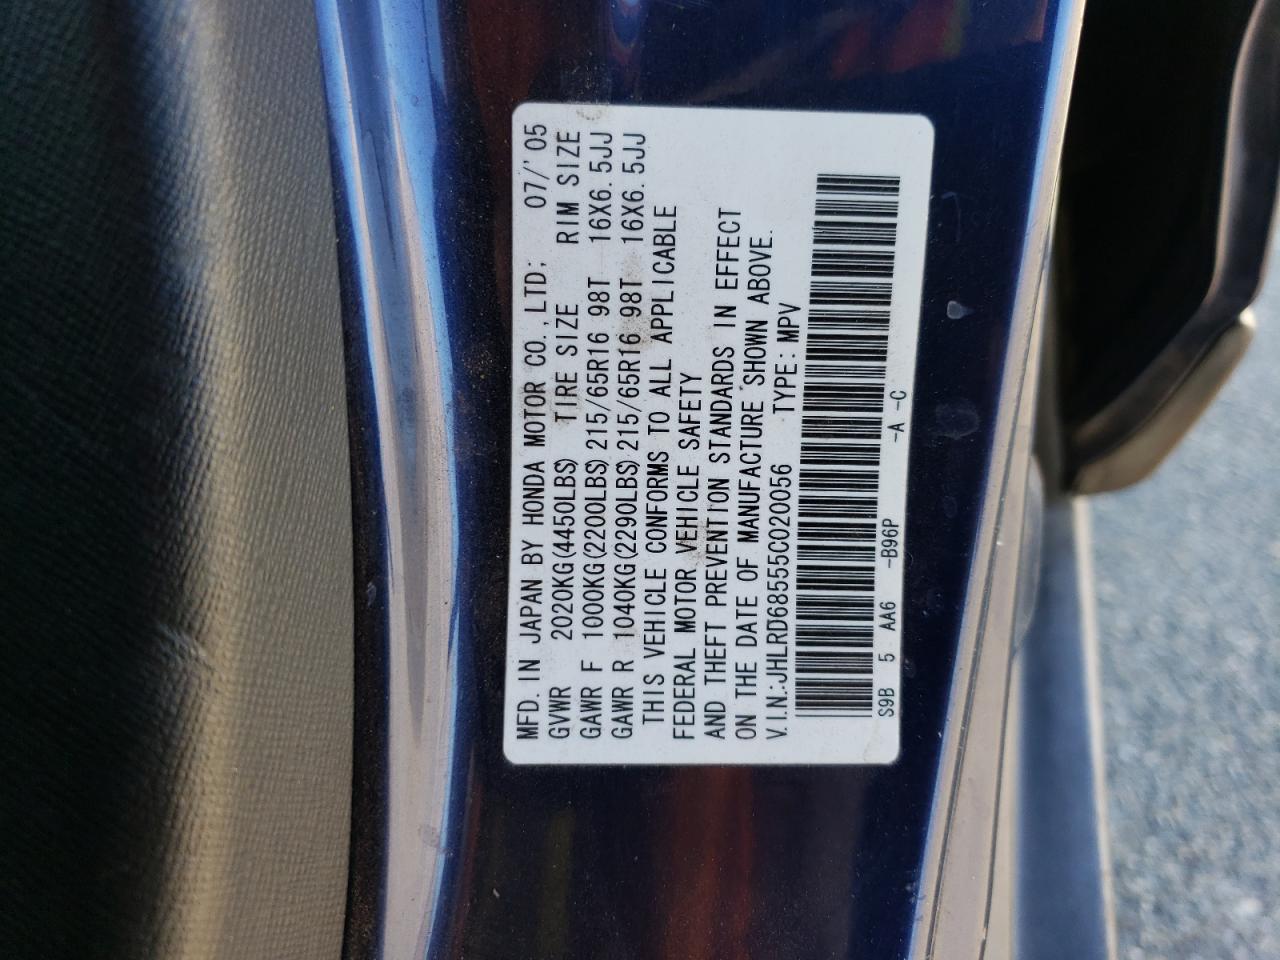 MFD. IN JAPAN BY HONDA MOTOR CO., LTD; 07/'05
GVWR 2020KG(4450LBS) TIRE SIZE RIM SIZE
GAWR F 1000KG(2200LBS) 215/65R16 98T 16X6.5JJ
GAWR R 1040KG(2290LBS) 215/65R16 98T 16X6.5JJ
THIS VEHICLE CONFORMS TO ALL APPLICABLE
FEDERAL MOTOR VEHICLE SAFETY
AND THEFT PREVENTION STANDARDS IN EFFECT
ON THE DATE OF MANUFACTURE SHOWN ABOVE.
V.I.N.:JHLRD68555C020056 TYPE: MPV
S9B 5 AA6 -B96P -A -C